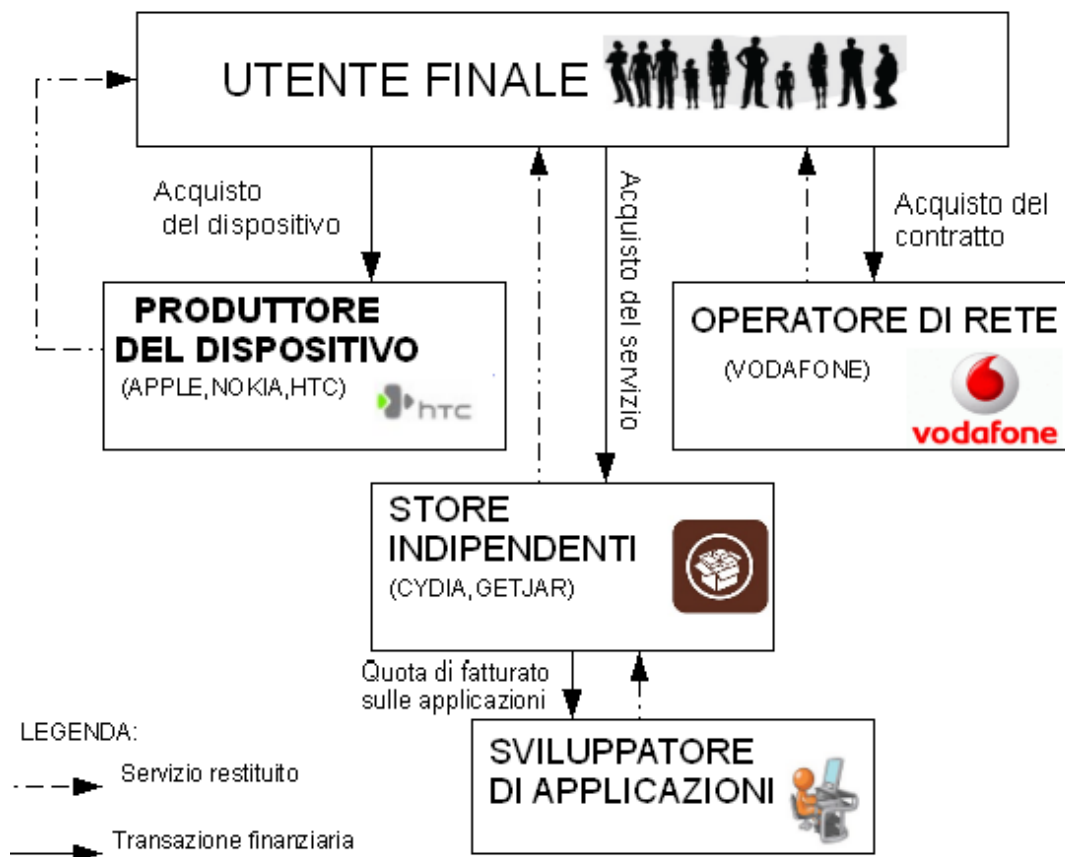 UTENTE FINALE
Acquisto
del dispositivo
Acquisto del servizio
Acquisto del
contratto
PRODUTTORE
DEL DISPOSITIVO
(APPLE,NOKIA,HTC)
hTC
OPERATORE DI RETE
(VODAFONE)
vodafone
STORE
INDIPENDENTI
(CYDIA,GETJAR)
Quota di fatturato
sulle applicazioni
SVILUPPATORE
DI APPLICAZIONI
LEGENDA:
Servizio restituito
Transazione finanziaria